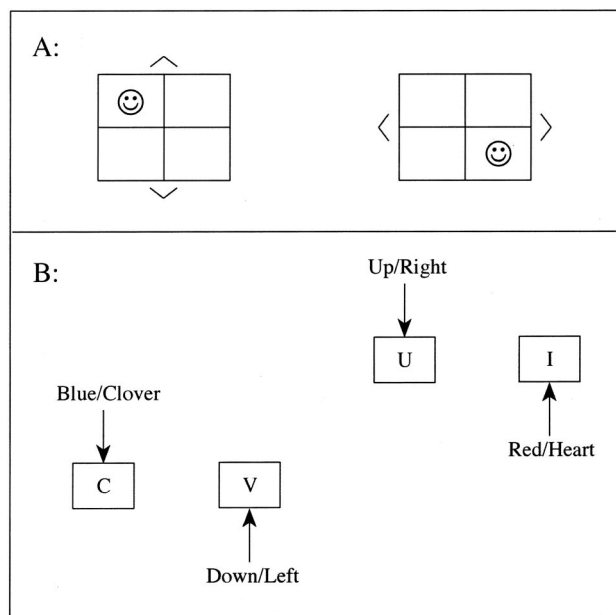 A:
B:
Up/Right
U
I
Blue/Clover
Red/Heart
C
V
Down/Left